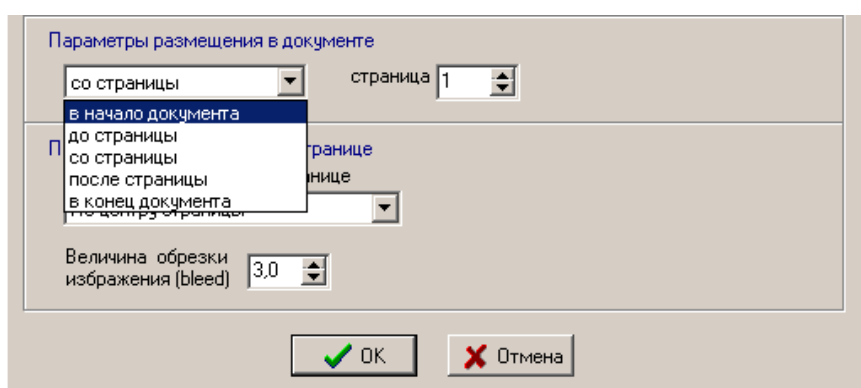 Параметры размещения в документе
со страницы
страница 1
в начало документа
до страницы
со страницы
после страницы
в конец документа
транице
нице
Величина обрезки
избражения (bleed) 3,0
OK
Отмена